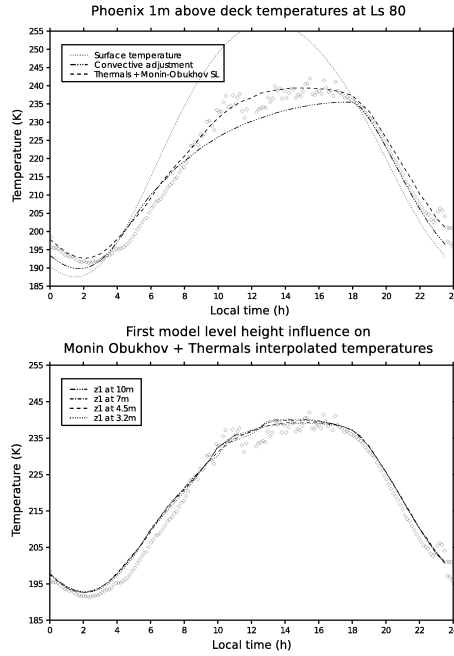 Phoenix 1m above deck temperatures at Ls 80
255
250
245
240
235
230
225
220
215
210
205
200
195
190
185
Temperature (K)
Surface temperature
Convective adjustment
Thermals + Monin-Obukhov SL
0 2 4 6 8 10 12 14 16 18 20 22 24
Local time (h)
First model level height influence on
Monin Obukhov + Thermals interpolated temperatures
255
245
235
225
215
205
195
185
Temperature (K)
z1 at 10m
z1 at 7m
z1 at 4.5m
z1 at 3.2m
0 2 4 6 8 10 12 14 16 18 20 22 24
Local time (h)